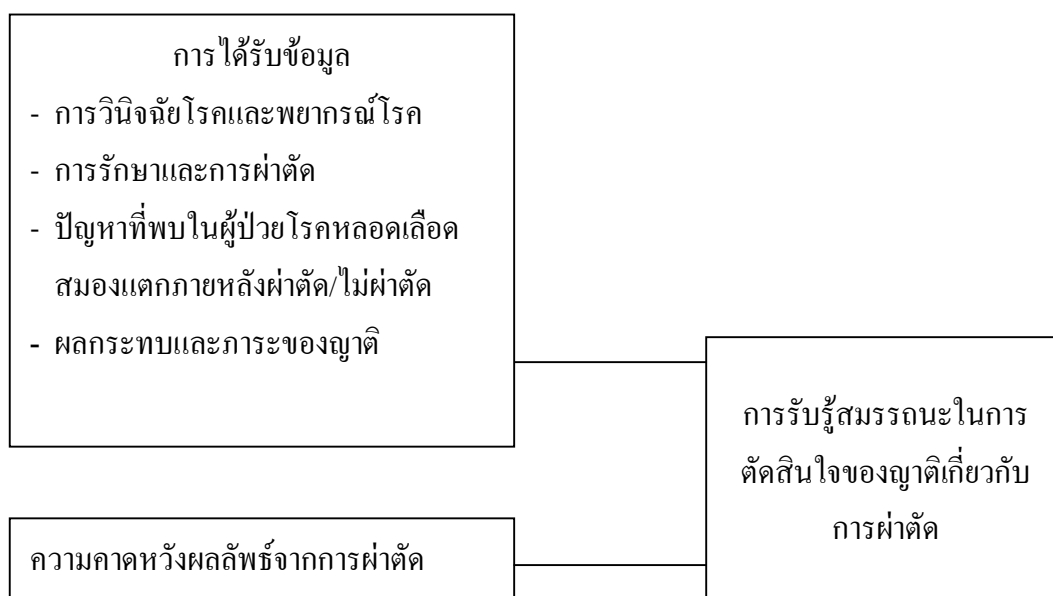 การได้รับข้อมูล
- การวินิจฉัยโรคและพยากรณ์โรค
- การรักษาและการผ่าตัด
- ปัญหาที่พบในผู้ป่วยโรคหลอดเลือด
สมองแตกภายหลังผ่าตัด/ไม่ผ่าตัด
- ผลกระทบและภาระของญาติ
การรับรู้สมรรถนะในการ
ตัดสินใจของญาติเกี่ยวกับ
การผ่าตัด
ความคาดหวังผลลัพธ์จากการผ่าตัด